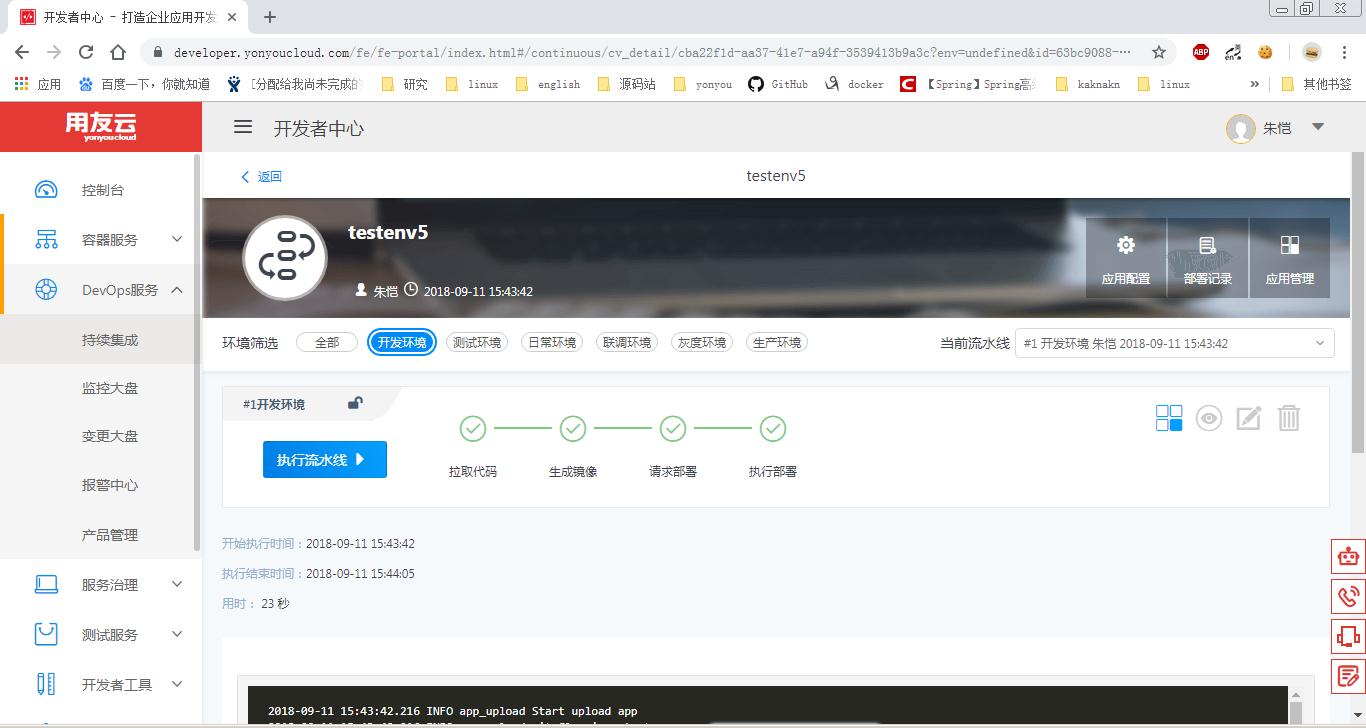 开发者中心 - 打造企业应用开发
developer.yonyoucloud.com/fe/fe-portal/index.html#/continuous/cv_detail/cba22f1d-aa37-41e7-a94f-3539413b9a3c?env=undefined&id=63bc9088-…
ABP
en
应用 百度一下，你就知道 [分配给我尚未完成的 研究 linux english 源码站 yonyou GitHub docker 【Spring】Spring高 kaknakn linux » 其他书签
用友云
yonyoucloud
开发者中心
朱恺
控制台
容器服务
DevOps服务
持续集成
监控大盘
变更大盘
报警中心
产品管理
服务治理
测试服务
开发者工具
返回
testenv5
testenv5
朱恺 2018-09-11 15:43:42
应用配置 部署记录 应用管理
环境筛选 全部 开发环境 测试环境 日常环境 联调环境 灰度环境 生产环境
当前流水线 #1 开发环境 朱恺 2018-09-11 15:43:42
#1开发环境
执行流水线
拉取代码 生成镜像 请求部署 执行部署
开始执行时间：2018-09-11 15:43:42
执行结束时间：2018-09-11 15:44:05
用时： 23 秒
2018-09-11 15:43:42.216 INFO app_upload Start upload app